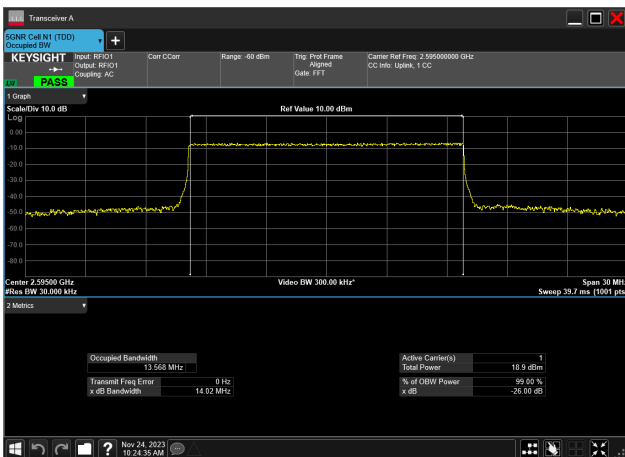 Transceiver A
5GNR Cell N1 (TDD)
Occupied BW
KEYSIGHT
Input: RFIO1
Output: RFIO1
Coupling: AC
Corr CCorr
Range: -60 dBm
Trig: Prot Frame
Aligned
Gate: FFT
Carrier Ref Freq: 2.595000000 GHz
CC Info: Uplink, 1 CC
PASS
1 Graph
Scale/Div 10.0 dB
Ref Value 10.00 dBm
Log
0.00
-10.0
-20.0
-30.0
-40.0
-50.0
-60.0
-70.0
-80.0
Center 2.59500 GHz
Video BW 300.00 kHz*
Span 30 MHz
#Res BW 30.000 kHz
Sweep 39.7 ms (1001 pts
2 Metrics
Occupied Bandwidth
13.568 MHz
Transmit Freq Error 0 Hz
x dB Bandwidth 14.02 MHz
Active Carrier(s) 1
Total Power 18.9 dBm
% of OBW Power 99.00 %
x dB -26.00 dB
Nov 24, 2023
10:24:35 AM